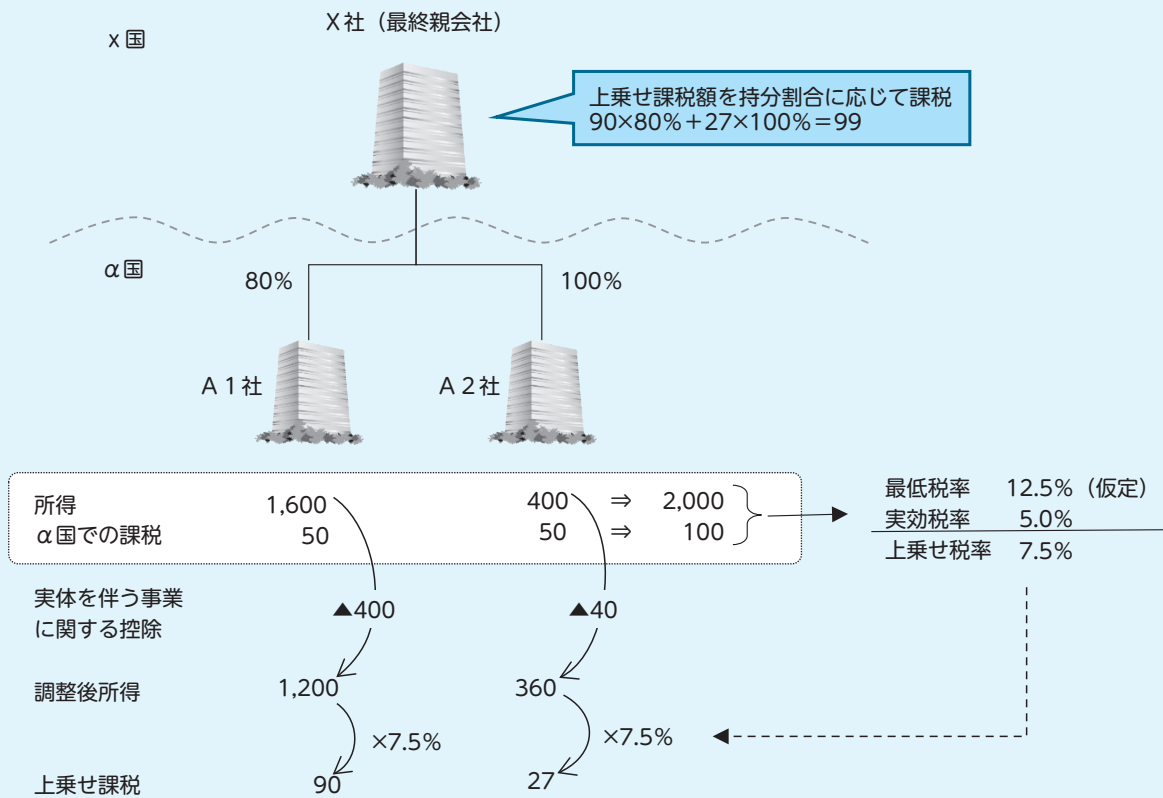 X社（最終親会社）
x国
上乗せ課税額を持分割合に応じて課税
90×80%＋27×100%＝99
α国
80%
100%
A1社
A2社
所得 1,600 400 ⇒ 2,000
α国での課税 50 50 ⇒ 100
最低税率 12.5%（仮定）
実効税率 5.0%
上乗せ税率 7.5%
実体を伴う事業
に関する控除
▲400 ▲40
調整後所得 1,200 360
×7.5% ×7.5%
上乗せ課税 90 27